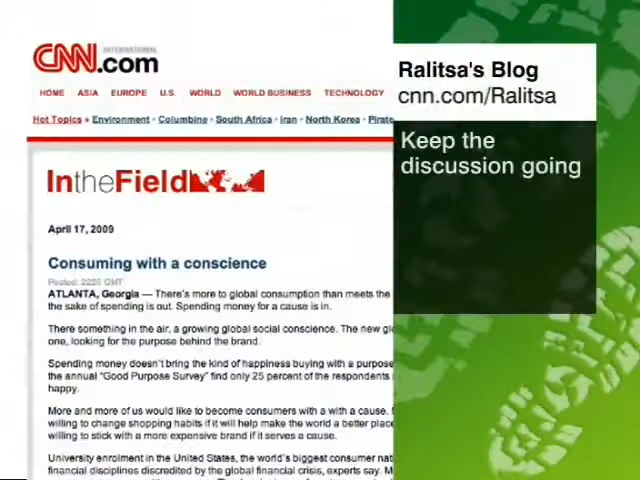 CNN.com INTERNATIONAL
HOME ASIA EUROPE U.S. WORLD WORLD BUSINESS TECHNOLOGY
Hot Topics » Environment • Columbine • South Africa • Iran • North Korea • Pirate
IntheField
April 17, 2009
Consuming with a conscience
Posted: 2220 GMT
ATLANTA, Georgia — There's more to global consumption than meets the
the sake of spending is out. Spending money for a cause is in.
There something in the air, a growing global social conscience. The new glo
one, looking for the purpose behind the brand.
Spending money doesn't bring the kind of happiness buying with a purpose
the annual "Good Purpose Survey" find only 25 percent of the respondents
happy.
More and more of us would like to become consumers with a with a cause.
willing to change shopping habits if it will help make the world a better place
willing to stick with a more expensive brand if it serves a cause.
University enrolment in the United States, the world's biggest consumer nat
financial disciplines discredited by the global financial crisis, experts say. M
Ralitsa's Blog
cnn.com/Ralitsa
Keep the
discussion going